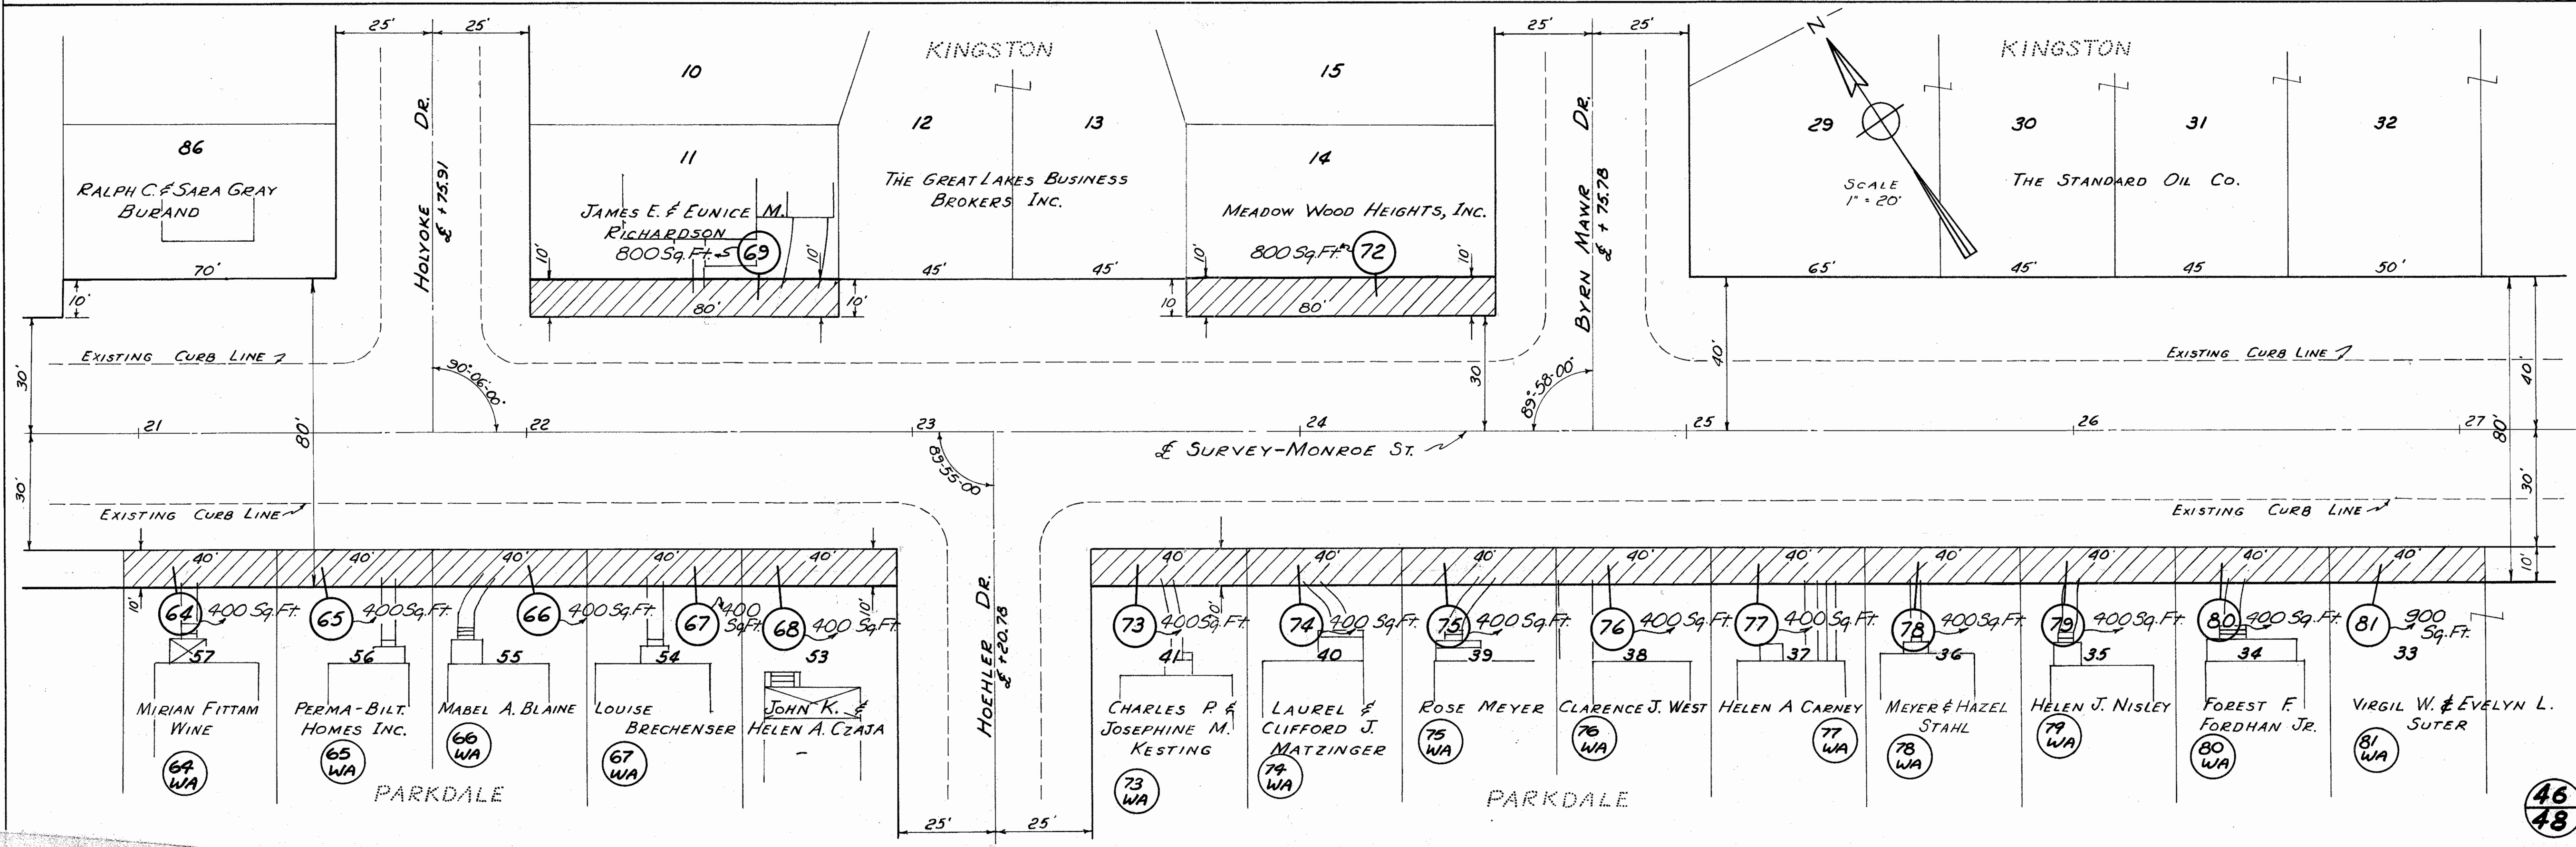 25'
25'
KINGSTON
25'
25'
N
KINGSTON
86
RALPH C. & SARA GRAY
BURAND
70'
10'
HOLYOKE DR.
℄ + 75.91
10
11
JAMES E. & EUNICE M.
RICHARDSON
800 Sq. Ft.
69
10'
10'
80'
10'
12
13
THE GREAT LAKES BUSINESS
BROKERS INC.
45'
45'
15
14
MEADOW WOOD HEIGHTS, INC.
800 Sq. Ft.
72
10'
10'
10
80'
BYRN MAWR DR.
℄ + 75.78
29
30
31
32
SCALE
1" = 20'
THE STANDARD OIL CO.
65'
45'
45
50'
EXISTING CURB LINE
EXISTING CURB LINE
30'
80'
90°-06'-00"
30
89°-58-00"
40'
40'
21
22
23
24
25
26
27
80'
℄ SURVEY-MONROE ST.
89-55-00
30'
30'
EXISTING CURB LINE
EXISTING CURB LINE
40'
40'
40'
40'
40'
40'
40'
40'
40'
40'
40'
40'
40'
40'
10'
10'
10'
10'
64
400 Sq. Ft.
65
400 Sq. Ft.
66
400 Sq. Ft.
67
400
Sq. Ft.
68
400 Sq. Ft.
73
400 Sq. Ft.
74
400 Sq. Ft.
75
400 Sq. Ft.
76
400 Sq. Ft.
77
400 Sq. Ft.
78
400 Sq. Ft.
79
400 Sq. Ft.
80
400 Sq. Ft.
81
900
Sq. Ft.
57
56
55
54
53
41
40
39
38
37
36
35
34
33
MIRIAN FITTAM
WINE
64
WA
PERMA-BILT.
HOMES INC.
65
WA
MABEL A. BLAINE
66
WA
LOUISE
BRECHENSER
67
WA
JOHN K. &
HELEN A. CZAJA
HOEHLER DR.
℄ + 20.78
CHARLES P. &
JOSEPHINE M.
KESTING
73
WA
LAUREL &
CLIFFORD J.
MATZINGER
74
WA
ROSE MEYER
75
WA
CLARENCE J. WEST
76
WA
HELEN A CARNEY
77
WA
MEYER & HAZEL
STAHL
78
WA
HELEN J. NISLEY
79
WA
FOREST F.
FORDHAN JR.
80
WA
VIRGIL W. & EVELYN L.
SUTER
81
WA
PARKDALE
PARKDALE
25'
25'
46
48